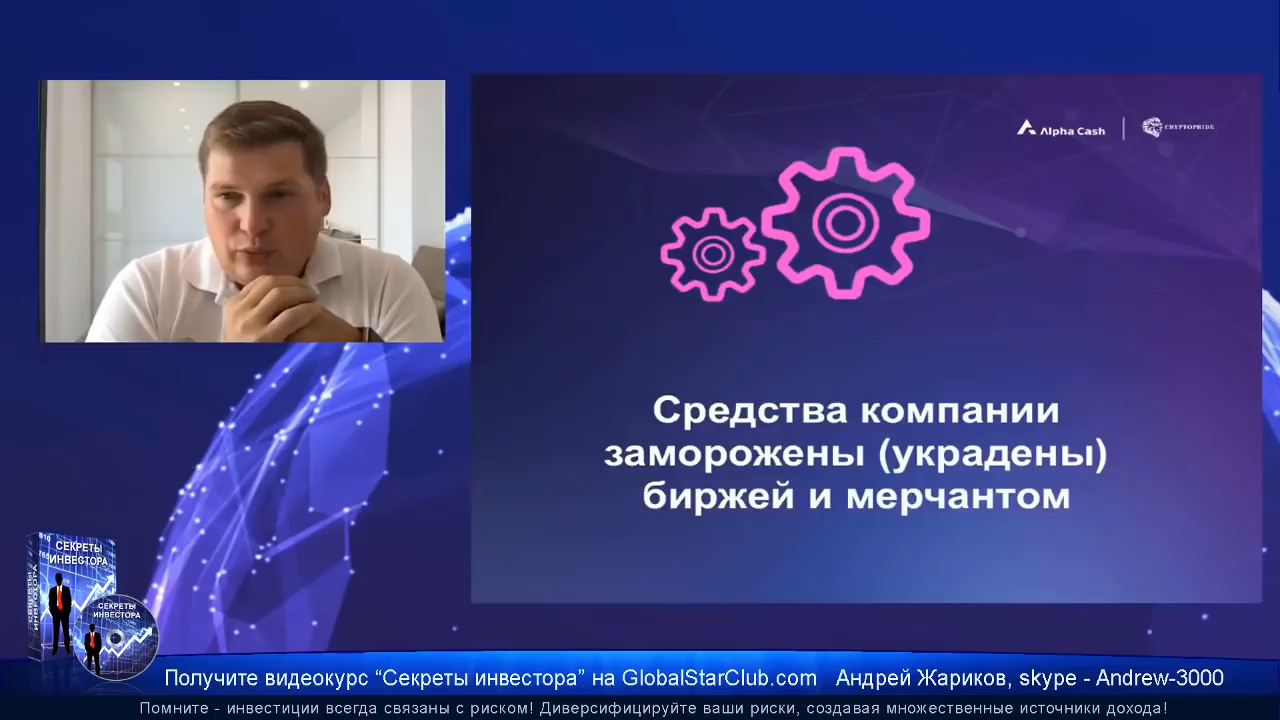 Alpha Cash
CRYPTOPRIDE
Средства компании
заморожены (украдены)
биржей и мерчантом
СЕКРЕТЫ
ИНВЕСТОРА
СЕКРЕТЫ
ИНВЕСТОРА
Получите видеокурс “Секреты инвестора” на GlobalStarClub.com Андрей Жариков, skype - Andrew-3000
Помните - инвестиции всегда связаны с риском! Диверсифицируйте ваши риски, создавая множественные источники дохода!